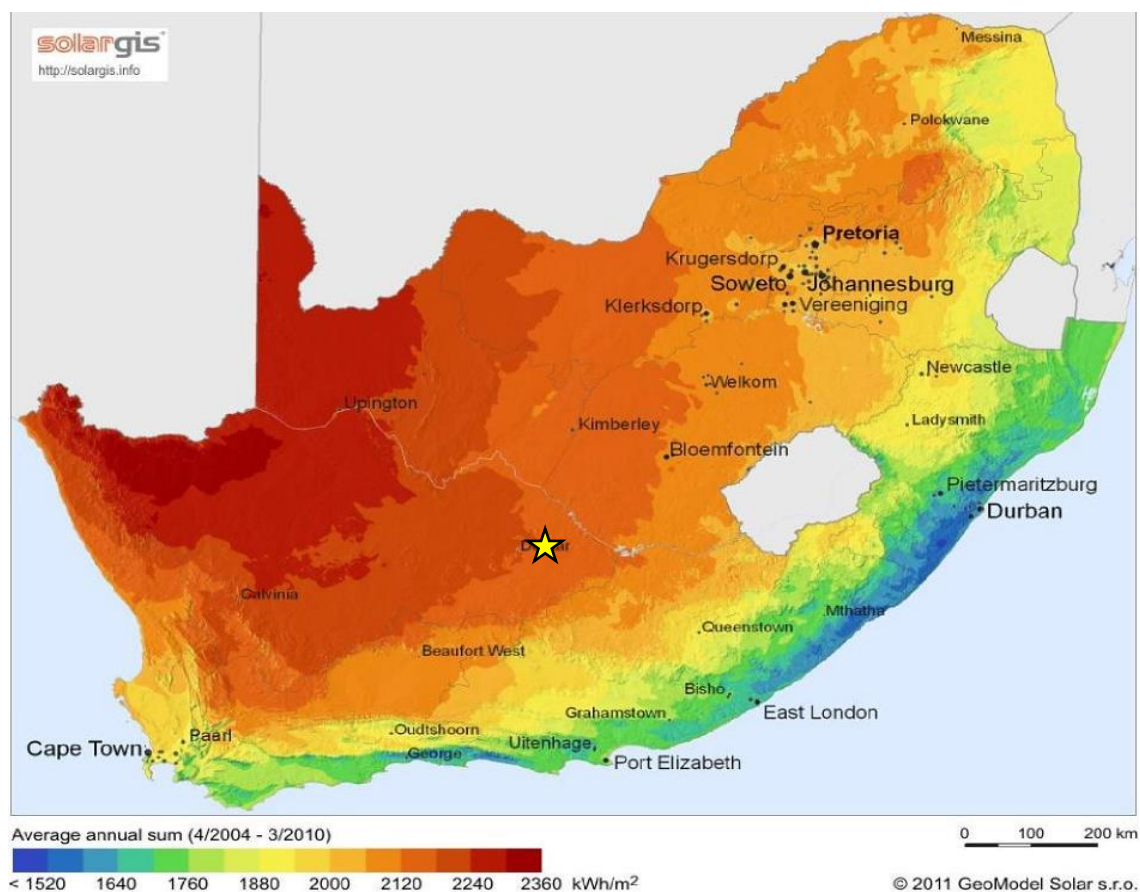 solargis
http://solargis.info
Messina
Polokwane
Pretoria
Krugersdorp
Soweto Johannesburg
Klerksdorp Vereeniging
Newcastle
Welkom
Upington
Ladysmith
Kimberley
Bloemfontein
Pietermaritzburg
Durban
Calvinia
Mthatha
Queenstown
Beaufort West
Bisho
Grahamstown East London
Oudtshoorn
Paarl
Cape Town George Uitenhage
Port Elizabeth
Average annual sum (4/2004 - 3/2010)
0 100 200 km
< 1520 1640 1760 1880 2000 2120 2240 2360 kWh/m²
© 2011 GeoModel Solar s.r.o.